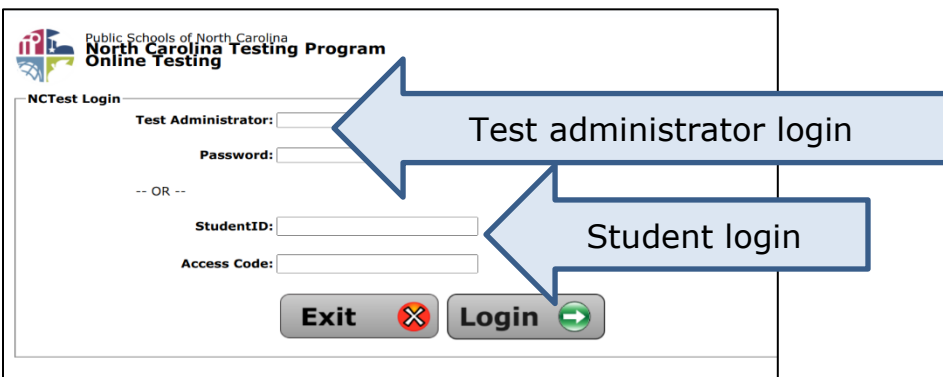 Public Schools of North Carolina
North Carolina Testing Program
Online Testing
NCTest Login
Test Administrator:
Test administrator login
Password:
-- OR --
StudentID:
Student login
Access Code:
Exit
Login